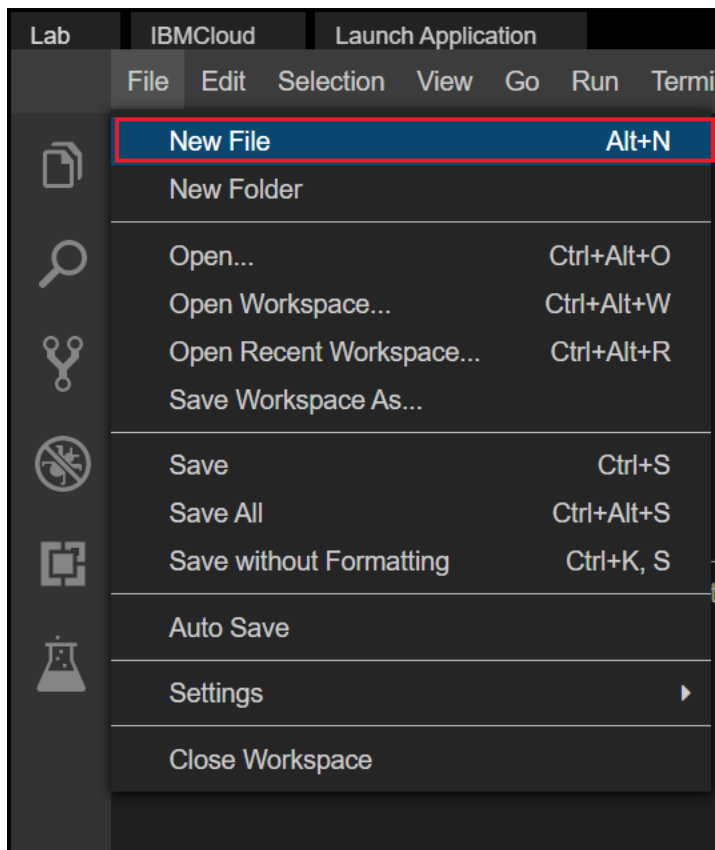 Lab IBMCloud Launch Application
File Edit Selection View Go Run Termi
New File Alt+N
New Folder
Open... Ctrl+Alt+O
Open Workspace... Ctrl+Alt+W
Open Recent Workspace... Ctrl+Alt+R
Save Workspace As...
Save Ctrl+S
Save All Ctrl+Alt+S
Save without Formatting Ctrl+K, S
Auto Save
Settings
Close Workspace